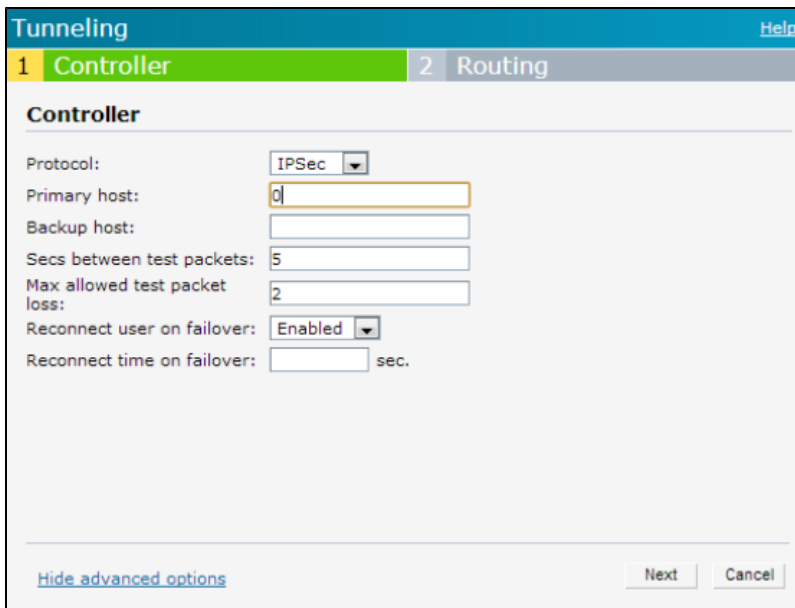 Tunneling Help
1 Controller 2 Routing
Controller
Protocol: IPSec
Primary host: 0
Backup host:
Secs between test packets: 5
Max allowed test packet
loss: 2
Reconnect user on failover: Enabled
Reconnect time on failover: sec.
Hide advanced options Next Cancel